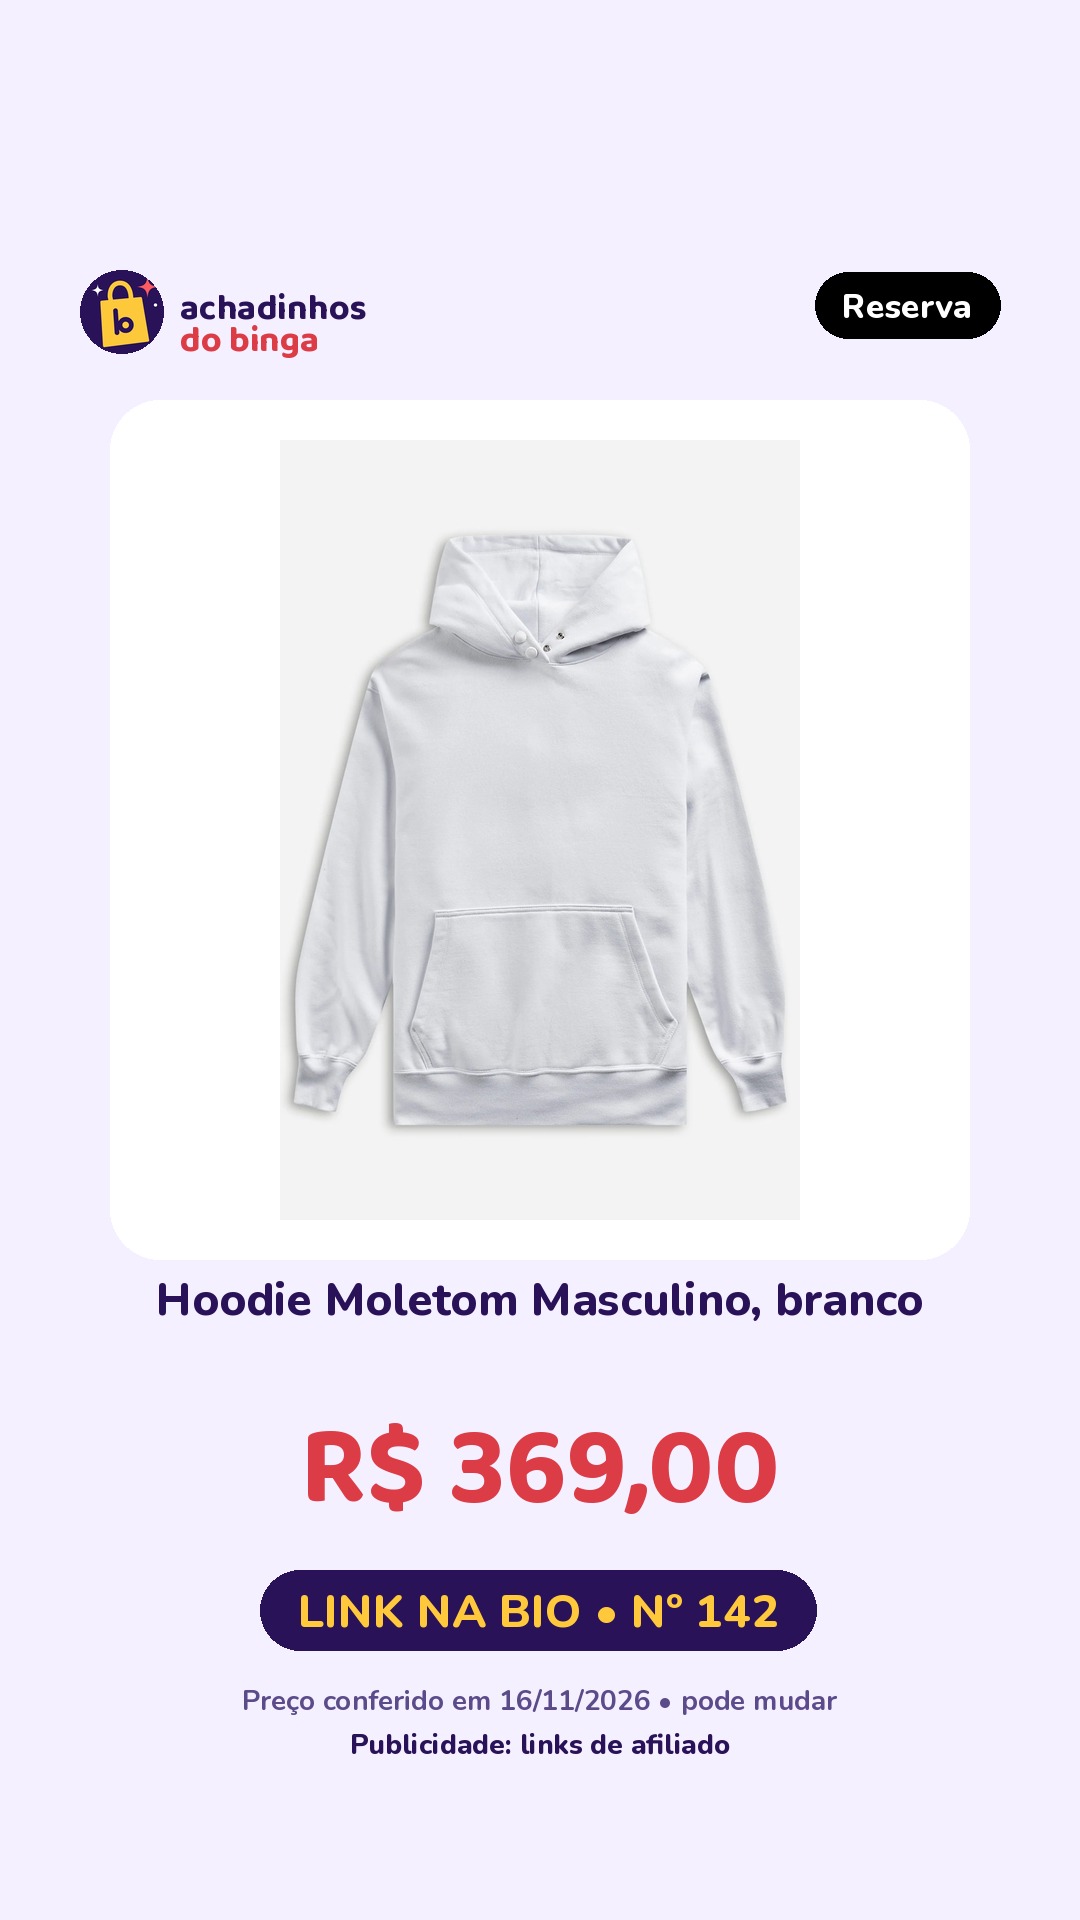 b
achadinhos
do binga
Reserva
Hoodie Moletom Masculino, branco
R$ 369,00
LINK NA BIO • Nº 142
Preço conferido em 16/11/2026 • pode mudar
Publicidade: links de afiliado